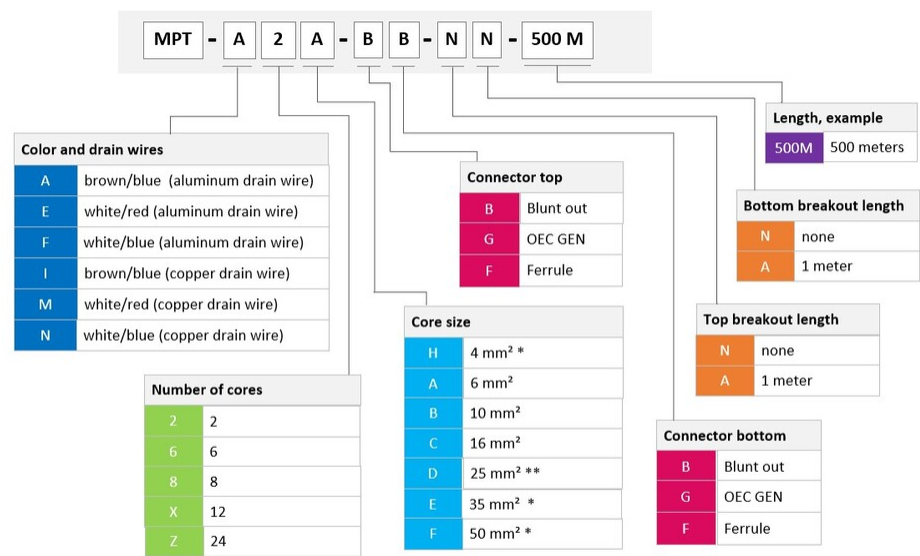 MPT - A 2 A - B B - N N - 500 M
Length, example
500M 500 meters
Color and drain wires
A brown/blue (aluminum drain wire)
E white/red (aluminum drain wire)
F white/blue (aluminum drain wire)
I brown/blue (copper drain wire)
M white/red (copper drain wire)
N white/blue (copper drain wire)
Connector top
B Blunt out
G OEC GEN
F Ferrule
Bottom breakout length
N none
A 1 meter
Core size
H 4 mm² *
A 6 mm²
B 10 mm²
C 16 mm²
D 25 mm² **
E 35 mm² *
F 50 mm² *
Top breakout length
N none
A 1 meter
Number of cores
2 2
6 6
8 8
X 12
Z 24
Connector bottom
B Blunt out
G OEC GEN
F Ferrule